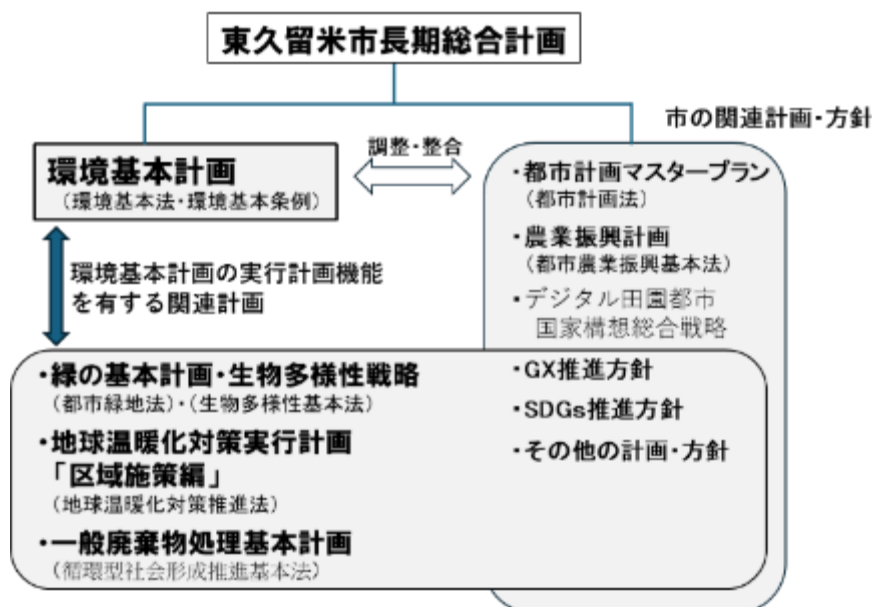 東久留米市長期総合計画
市の関連計画・方針
環境基本計画
(環境基本法・環境基本条例)
調整・整合
・都市計画マスタープラン
(都市計画法)
・農業振興計画
(都市農業振興基本法)
・デジタル田園都市
国家構想総合戦略
環境基本計画の実行計画機能
を有する関連計画
・緑の基本計画・生物多様性戦略
(都市緑地法)・(生物多様性基本法)
・地球温暖化対策実行計画
「区域施策編」
(地球温暖化対策推進法)
・一般廃棄物処理基本計画
(循環型社会形成推進基本法)
・GX推進方針
・SDGs推進方針
・その他の計画・方針